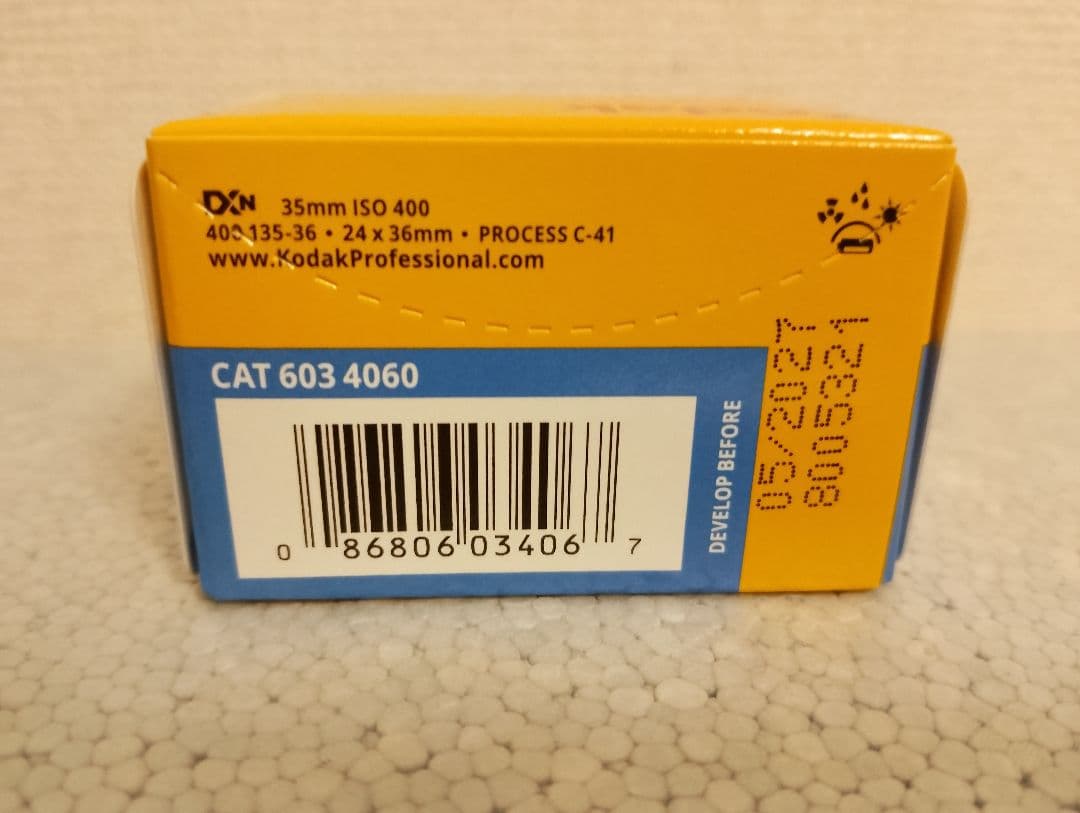 DXN 35mm ISO 400
400 135-36 • 24 x 36mm • PROCESS C-41
www.KodakProfessional.com
CAT 603 4060
0 86806 03406 7
DEVELOP BEFORE
05/2027
8005321